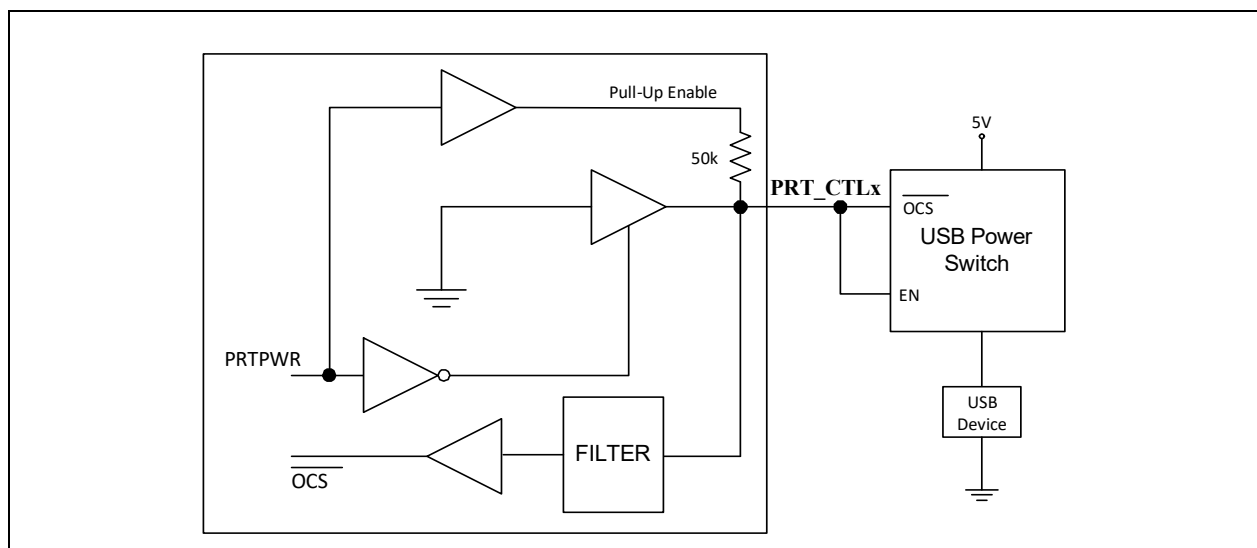 Pull-Up Enable
5V
50k
PRT_CTLx
OCS
USB Power
Switch
EN
PRTPWR
FILTER
OCS
USB
Device